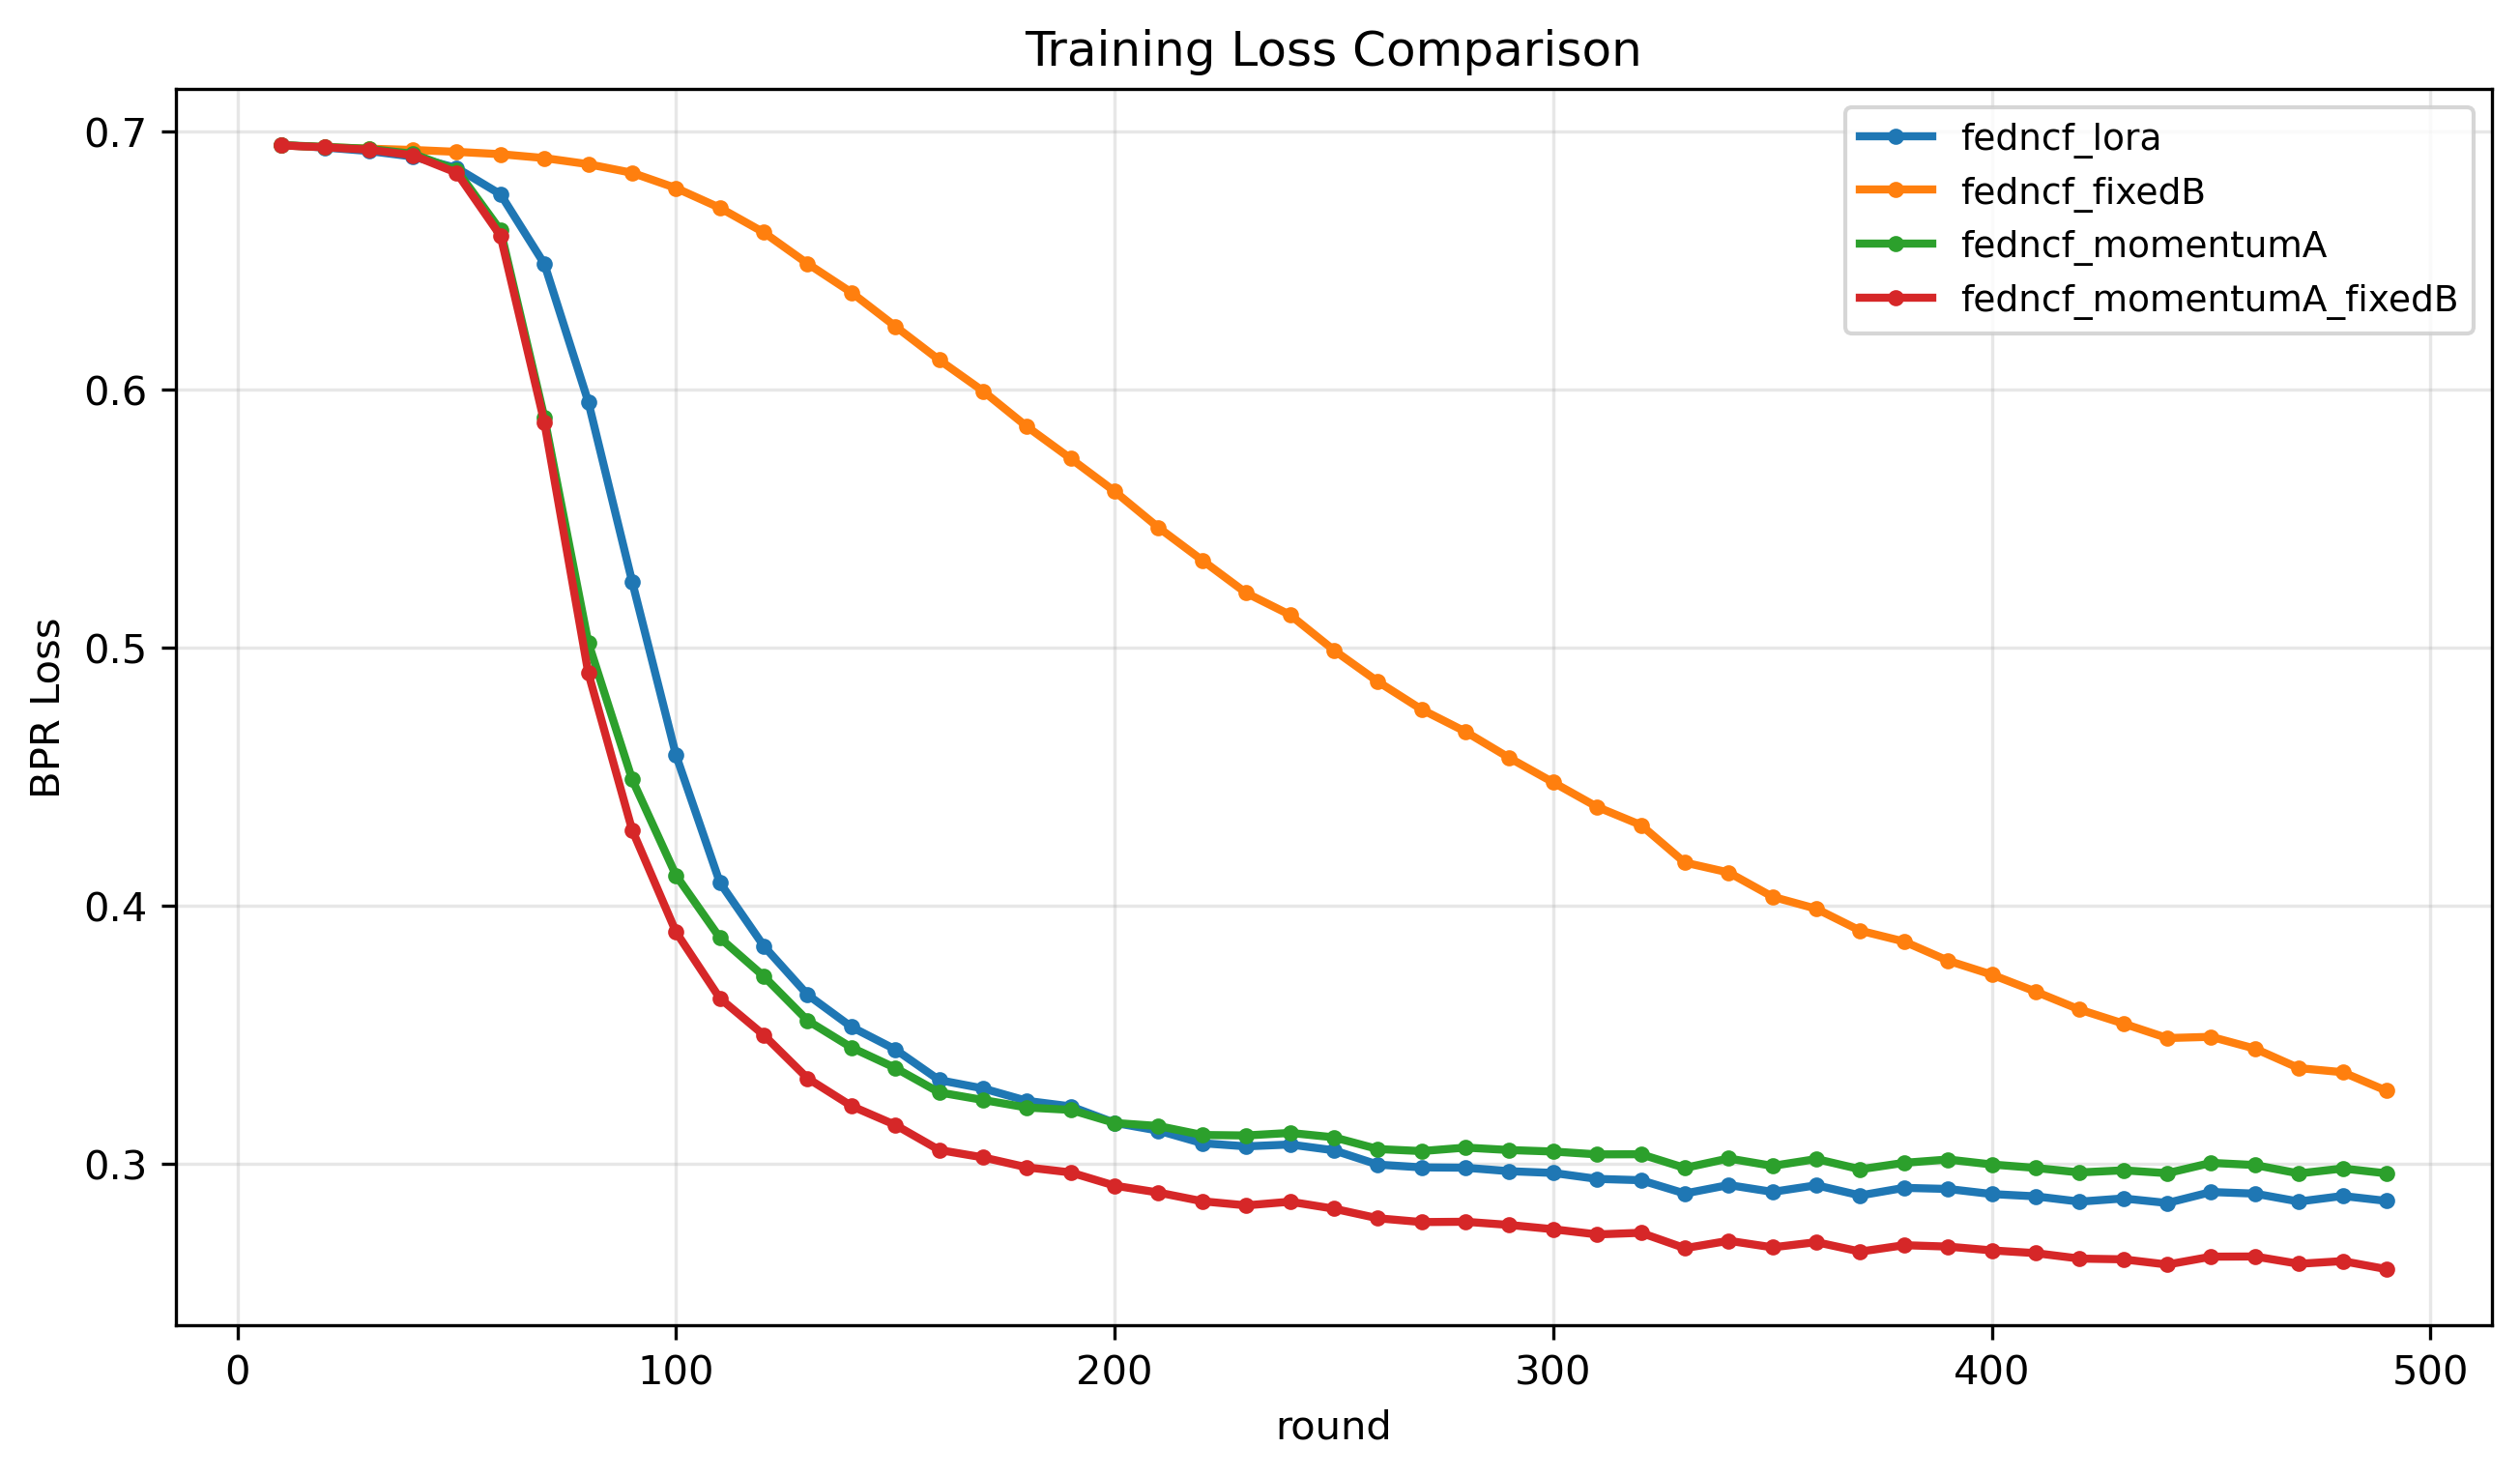 Training Loss Comparison
fedncf_lora
fedncf_fixedB
fedncf_momentumA
fedncf_momentumA_fixedB
BPR Loss
0.7
0.6
0.5
0.4
0.3
0 100 200 300 400 500
round